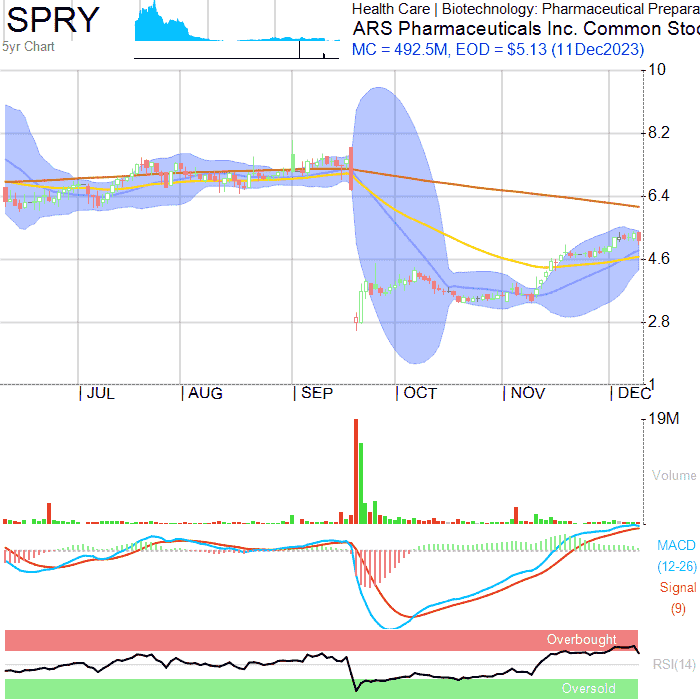 SPRY
5yr Chart
Health Care | Biotechnology: Pharmaceutical Prepara
ARS Pharmaceuticals Inc. Common Stoc
MC = 492.5M, EOD = $5.13 (11Dec2023)
10
8.2
6.4
4.6
2.8
1
| JUL | AUG | SEP | OCT | NOV | DEC
19M
Volume
MACD
(12-26)
Signal
(9)
Overbought
RSI(14)
Oversold